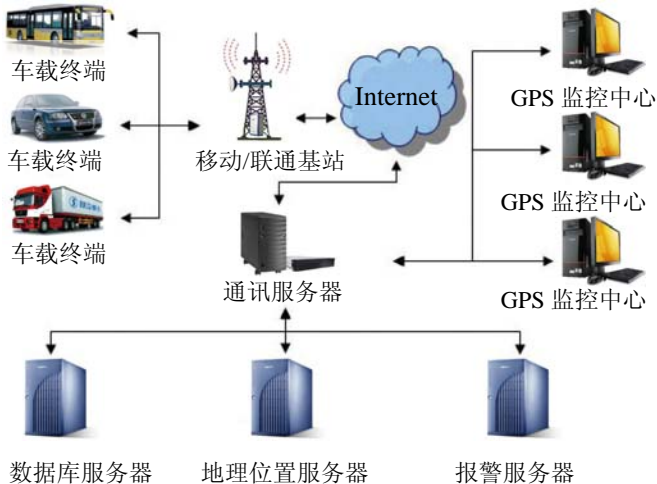 车载终端
车载终端
车载终端
移动/联通基站
Internet
GPS 监控中心
GPS 监控中心
GPS 监控中心
通讯服务器
数据库服务器
地理位置服务器
报警服务器